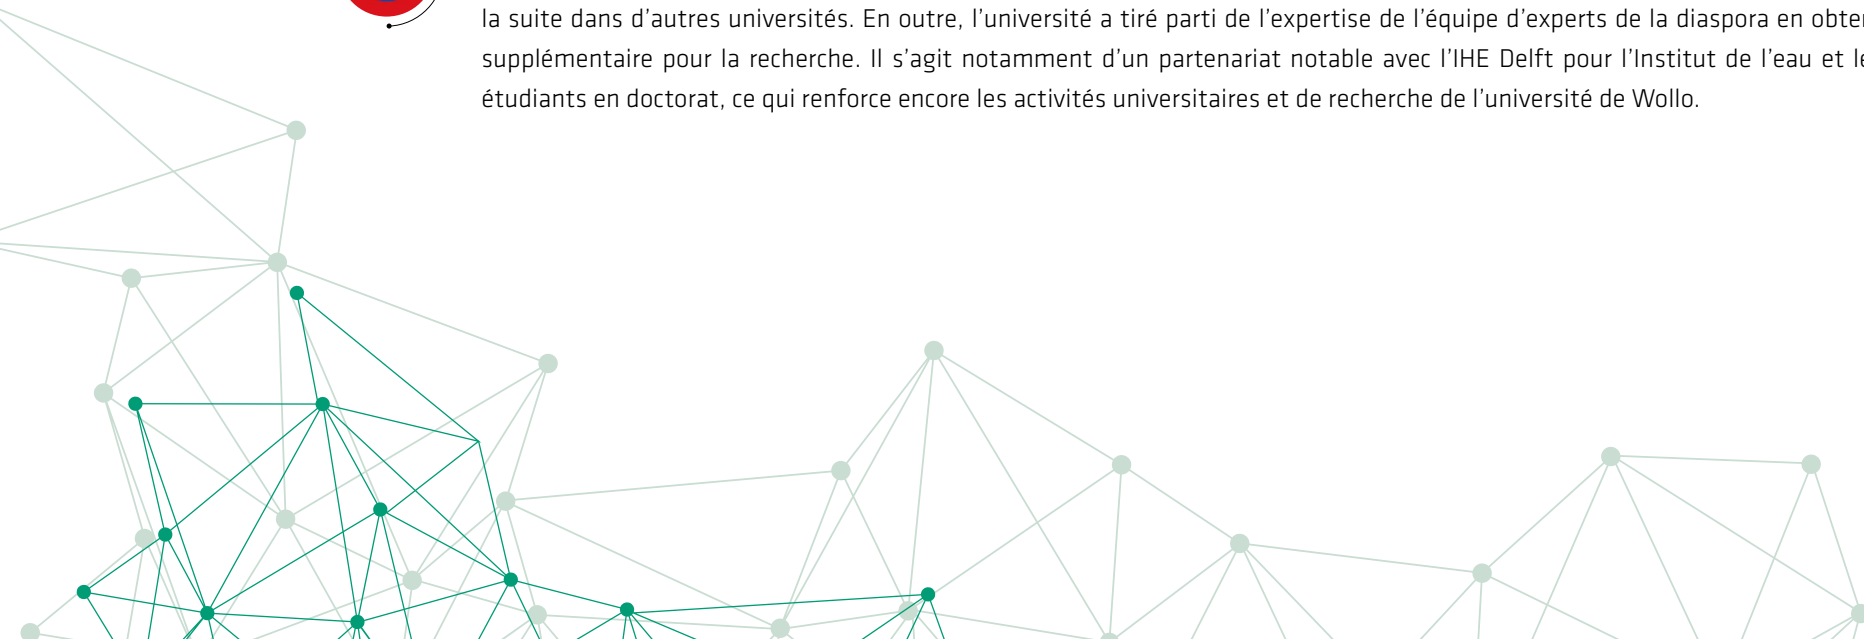 la suite dans d’autres universités. En outre, l’université a tiré parti de l’expertise de l’équipe d’experts de la diaspora en
supplémentaire pour la recherche. Il s’agit notamment d’un partenariat notable avec l’IHE Delft pour l’Institut de l’eau et
étudiants en doctorat, ce qui renforce encore les activités universitaires et de recherche de l’université de Wollo.